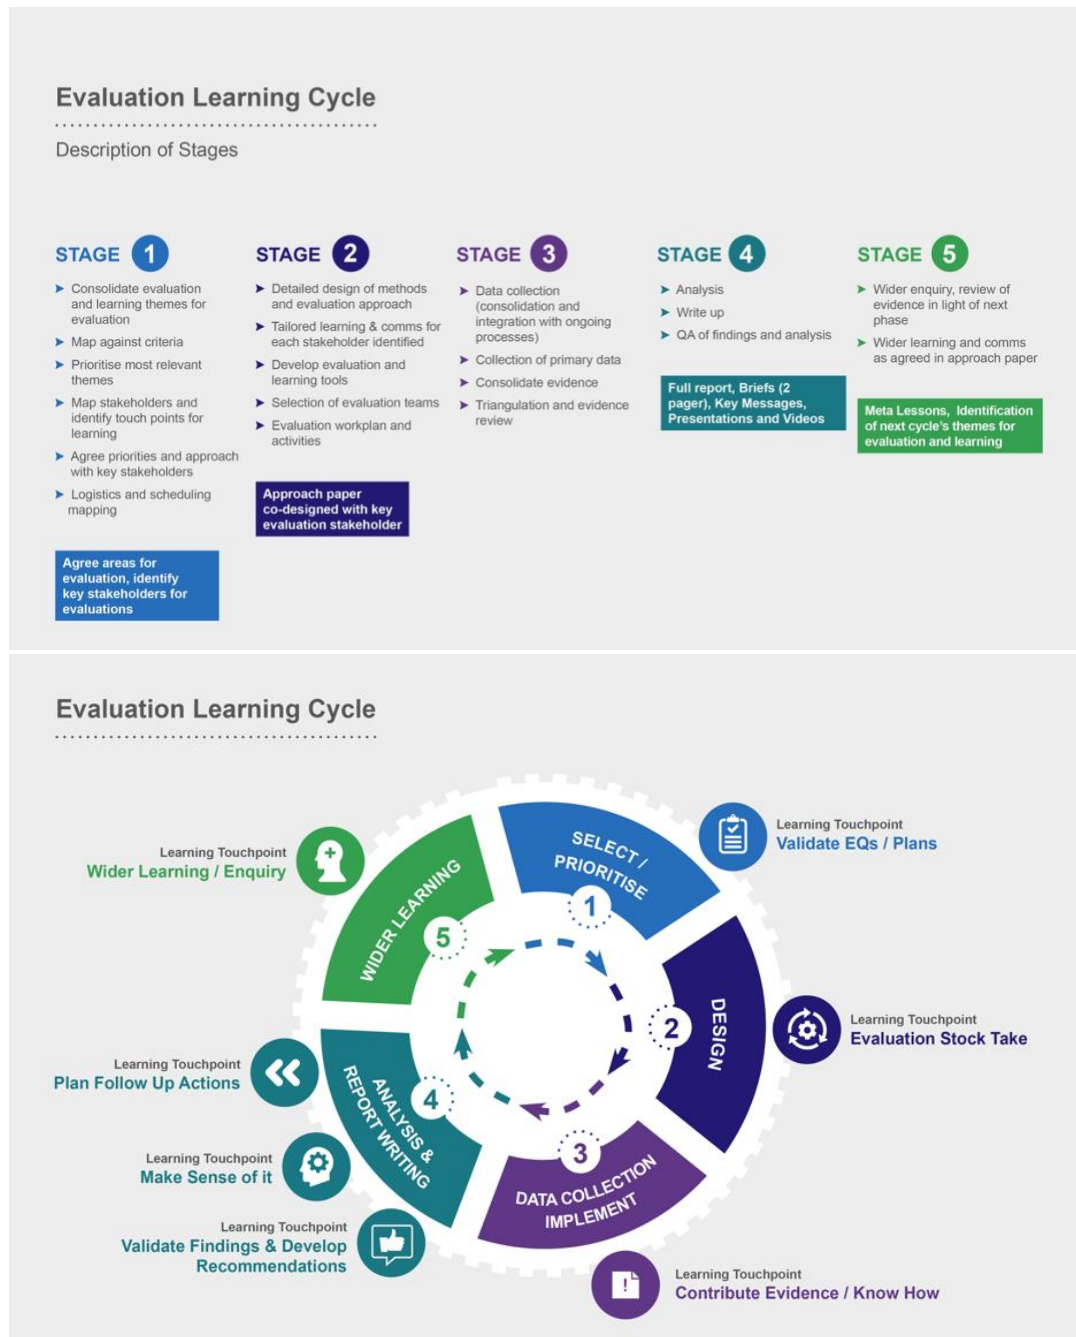 Evaluation Learning Cycle
Description of Stages
STAGE 1
Consolidate evaluation
and learning themes for
evaluation
Map against criteria
Prioritise most relevant
themes
Map stakeholders and
identify touch points for
learning
Agree priorities and approach
with key stakeholders
Logistics and scheduling
mapping
Agree areas for
evaluation, identify
key stakeholders for
evaluations
STAGE 2
Detailed design of methods
and evaluation approach
Tailored learning & comms for
each stakeholder identified
Develop evaluation and
learning tools
Selection of evaluation teams
Evaluation workplan and
activities
Approach paper
co-designed with key
evaluation stakeholder
STAGE 3
Data collection
(consolidation and
integration with ongoing
processes)
Collection of primary data
Consolidate evidence
Triangulation and evidence
review
STAGE 4
Analysis
Write up
QA of findings and analysis
Full report, Briefs (2
pager), Key Messages,
Presentations and Videos
STAGE 5
Wider enquiry, review of
evidence in light of next
phase
Wider learning and comms
as agreed in approach paper
Meta Lessons, Identification
of next cycle's themes for
evaluation and learning
Evaluation Learning Cycle
SELECT /
PRIORITISE
1
Learning Touchpoint
Validate EQs / Plans
DESIGN
2
Learning Touchpoint
Evaluation Stock Take
3
DATA COLLECTION
IMPLEMENT
Learning Touchpoint
Contribute Evidence / Know How
4
ANALYSIS &
REPORT WRITING
Learning Touchpoint
Validate Findings & Develop
Recommendations
Learning Touchpoint
Make Sense of it
Learning Touchpoint
Plan Follow Up Actions
5
WIDER LEARNING
Learning Touchpoint
Wider Learning / Enquiry